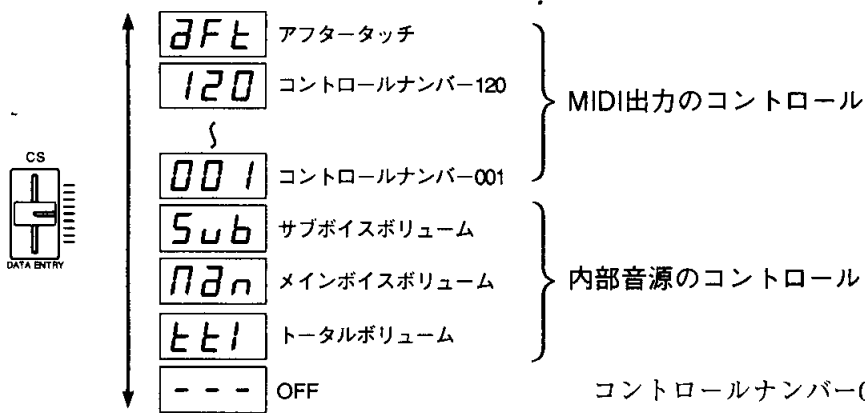 aFt アフタータッチ
120 コントロールナンバー120
MIDI出力のコントロール
CS
001 コントロールナンバー001
Sub サブボイスボリューム
DATA ENTRY
Man メインボイスボリューム
内部音源のコントロール
ttl トータルボリューム
--- OFF
コントロールナンバー(